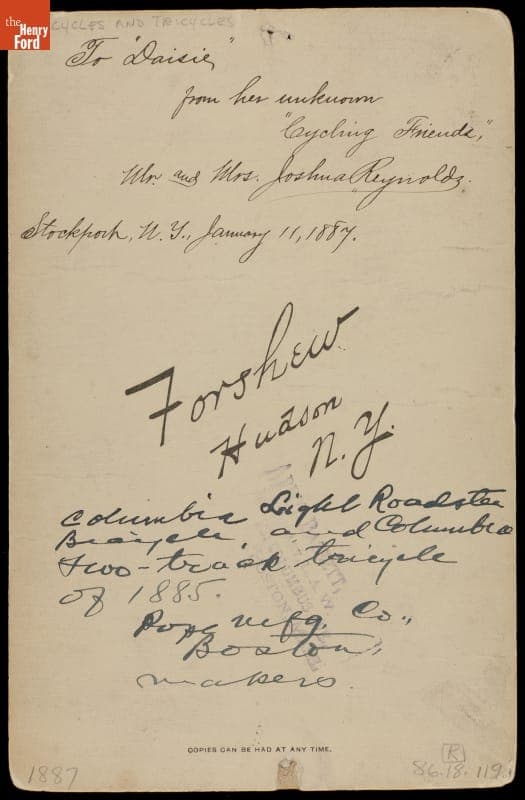 the
Henry
Ford
CYCLES AND TRICYCLES
To "Daisie,"
from her unknown
"Cycling Friends,"
Mr. and Mrs. Joshua Reynolds.
Stockport, N.Y., January 11, 1887.
Forshew
Hudson
N.Y.
Columbia Light Roadster
Bicycle, and Columbia
two-track tricycle
of 1885.
Pope Mfg. Co.,
Boston,
makers.
COPIES CAN BE HAD AT ANY TIME.
1887
R
86.18.119